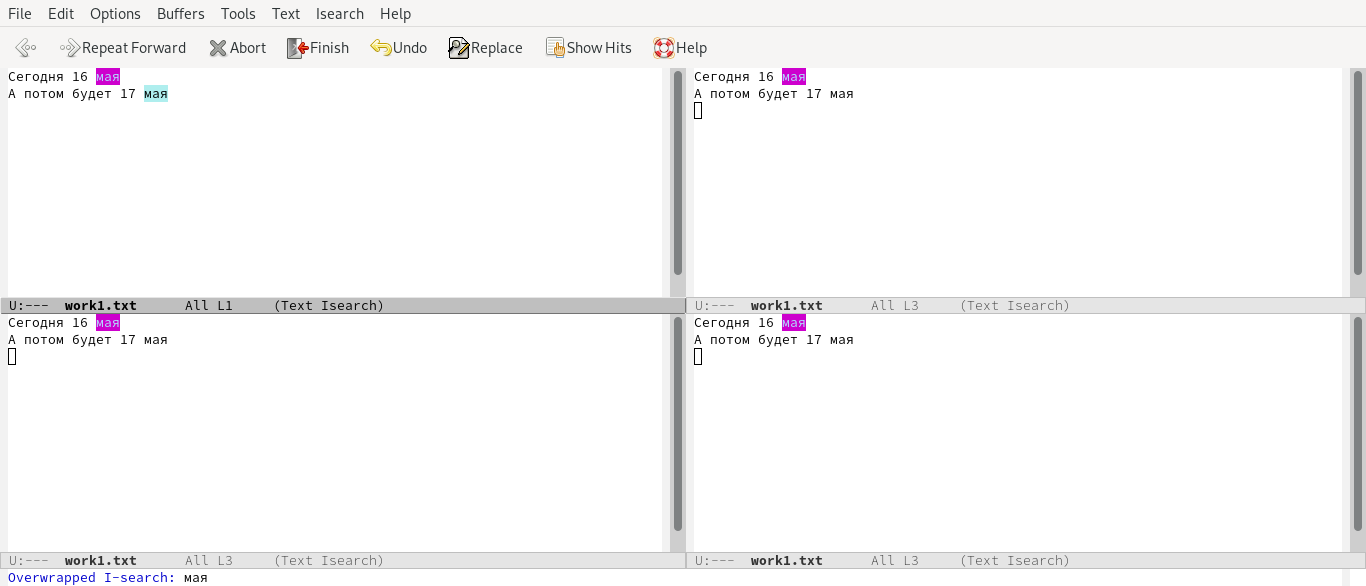 File Edit Options Buffers Tools Text Isearch Help
Repeat Forward Abort Finish Undo Replace Show Hits Help
Сегодня 16 мая
А потом будет 17 мая
U:--- work1.txt All L1 (Text Isearch)
Сегодня 16 мая
А потом будет 17 мая
U:--- work1.txt All L3 (Text Isearch)
Сегодня 16 мая
А потом будет 17 мая
U:--- work1.txt All L3 (Text Isearch)
Сегодня 16 мая
А потом будет 17 мая
U:--- work1.txt All L3 (Text Isearch)
Overwrapped I-search: мая